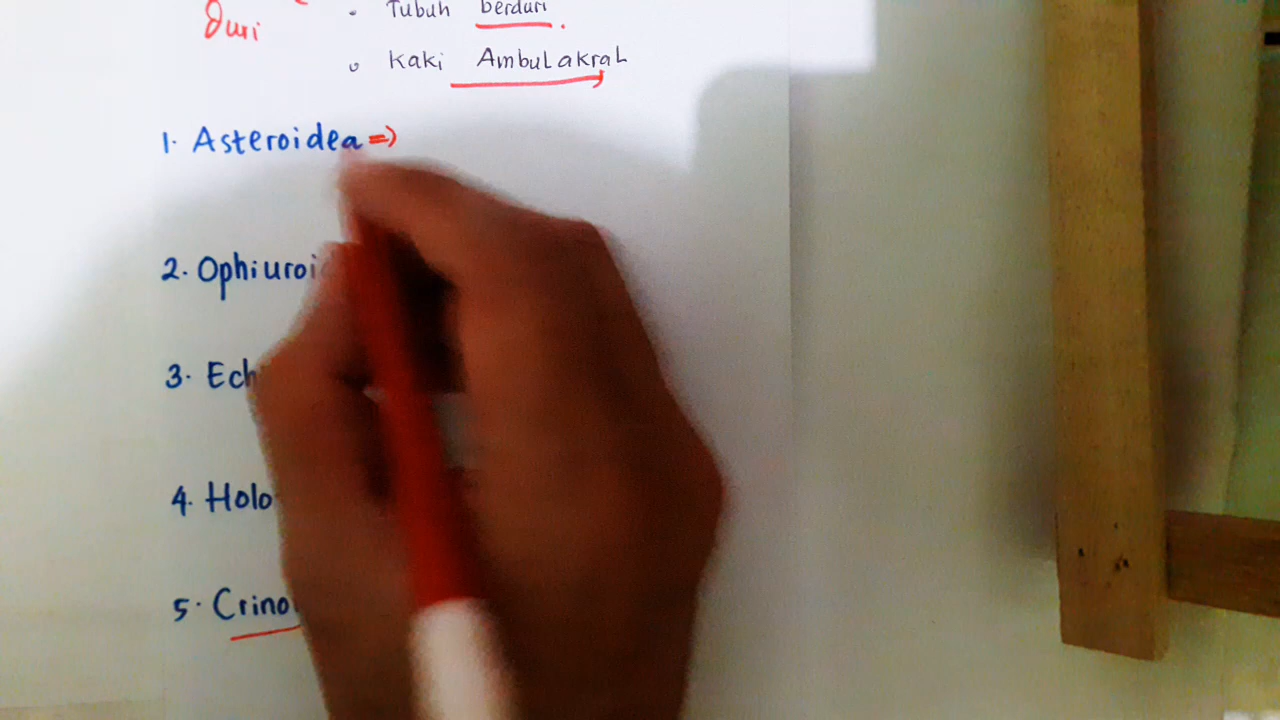 • Tubuh berduri
Duri
• Kaki Ambulakral
1. Asteroidea =>
2. Ophiuroi
3. Ech
4. Holo
5. Crino